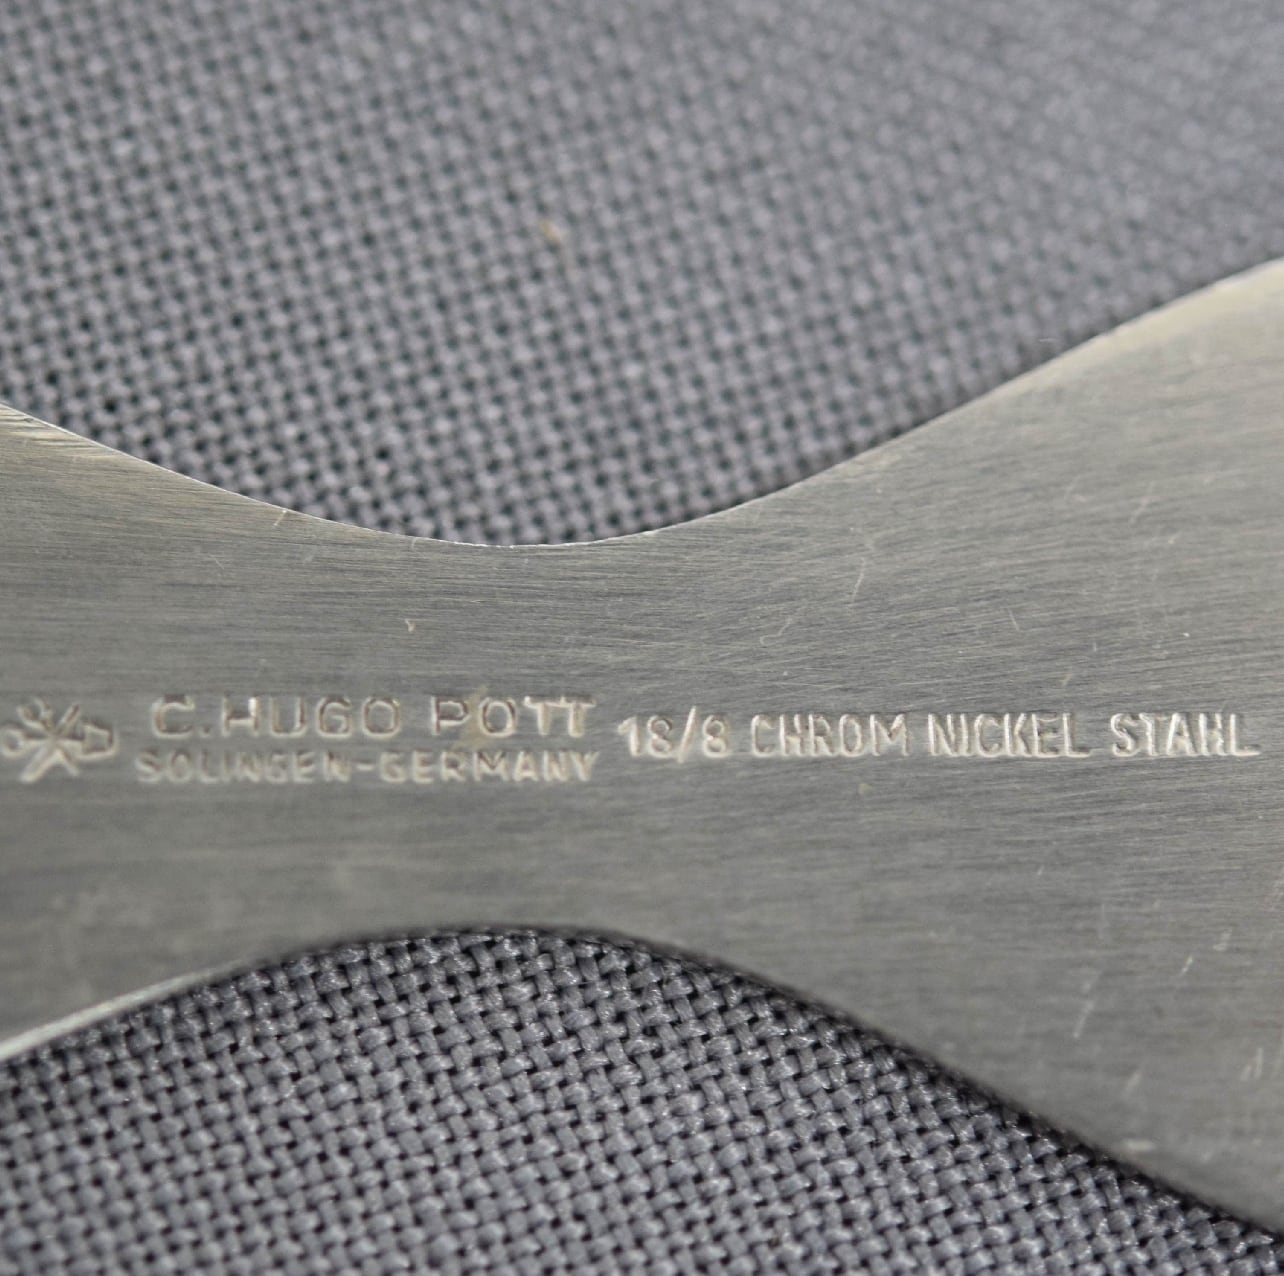 C. HUGO POTT
SOLINGEN-GERMANY
18/8 CHROM NICKEL STAHL